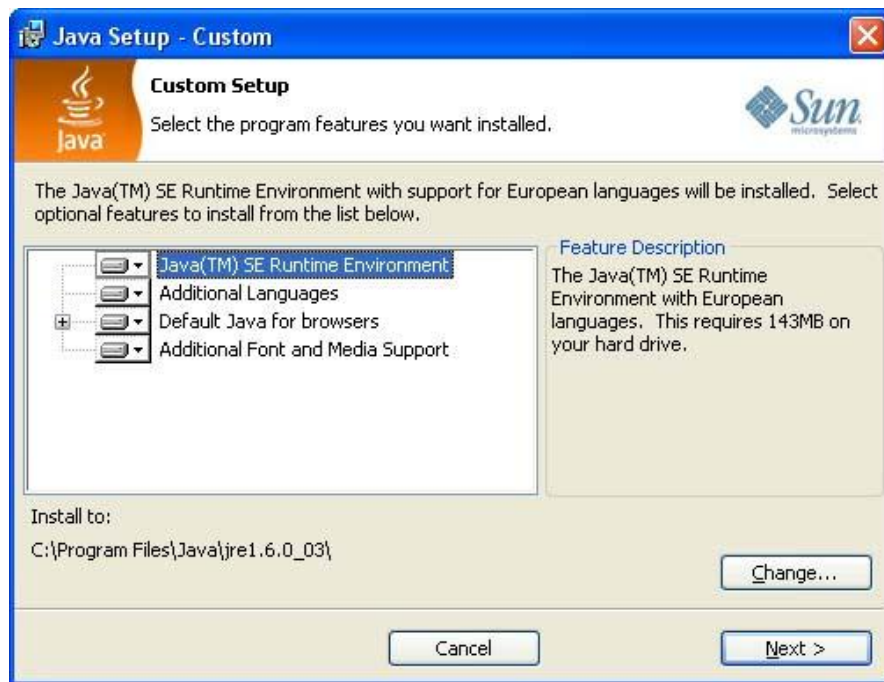 Java Setup - Custom
Custom Setup
Select the program features you want installed.
Java
Sun
microsystems
The Java(TM) SE Runtime Environment with support for European languages will be installed. Select
optional features to install from the list below.
Java(TM) SE Runtime Environment
Additional Languages
Default Java for browsers
Additional Font and Media Support
Feature Description
The Java(TM) SE Runtime
Environment with European
languages. This requires 143MB on
your hard drive.
Install to:
C:\Program Files\Java\jre1.6.0_03\
Change...
Cancel
Next >